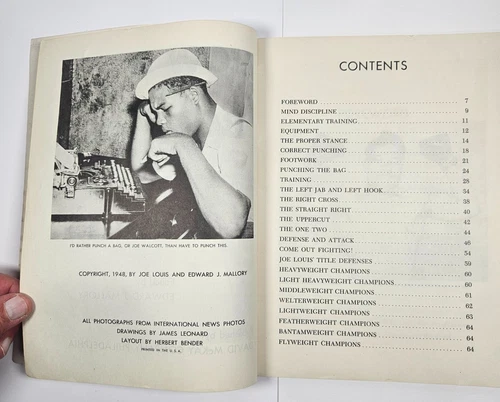 I'D RATHER PUNCH A BAG, OR JOE WALCOTT, THAN HAVE TO PUNCH THIS.
COPYRIGHT, 1948, BY JOE LOUIS AND EDWARD J. MALLORY
ALL PHOTOGRAPHS FROM INTERNATIONAL NEWS PHOTOS
DRAWINGS BY JAMES LEONARD
LAYOUT BY HERBERT BENDER
PRINTED IN THE U.S.A.
CONTENTS
FOREWORD 7
MIND DISCIPLINE 9
ELEMENTARY TRAINING 11
EQUIPMENT 12
THE PROPER STANCE 14
CORRECT PUNCHING 18
FOOTWORK 21
PUNCHING THE BAG 24
TRAINING 28
THE LEFT JAB AND LEFT HOOK 34
THE RIGHT CROSS 38
THE STRAIGHT RIGHT 40
THE UPPERCUT 42
THE ONE TWO 44
DEFENSE AND ATTACK 46
COME OUT FIGHTING! 54
JOE LOUIS' TITLE DEFENSES 59
HEAVYWEIGHT CHAMPIONS 60
LIGHT HEAVYWEIGHT CHAMPIONS 60
MIDDLEWEIGHT CHAMPIONS 62
WELTERWEIGHT CHAMPIONS 62
LIGHTWEIGHT CHAMPIONS 62
FEATHERWEIGHT CHAMPIONS 64
BANTAMWEIGHT CHAMPIONS 64
FLYWEIGHT CHAMPIONS 64